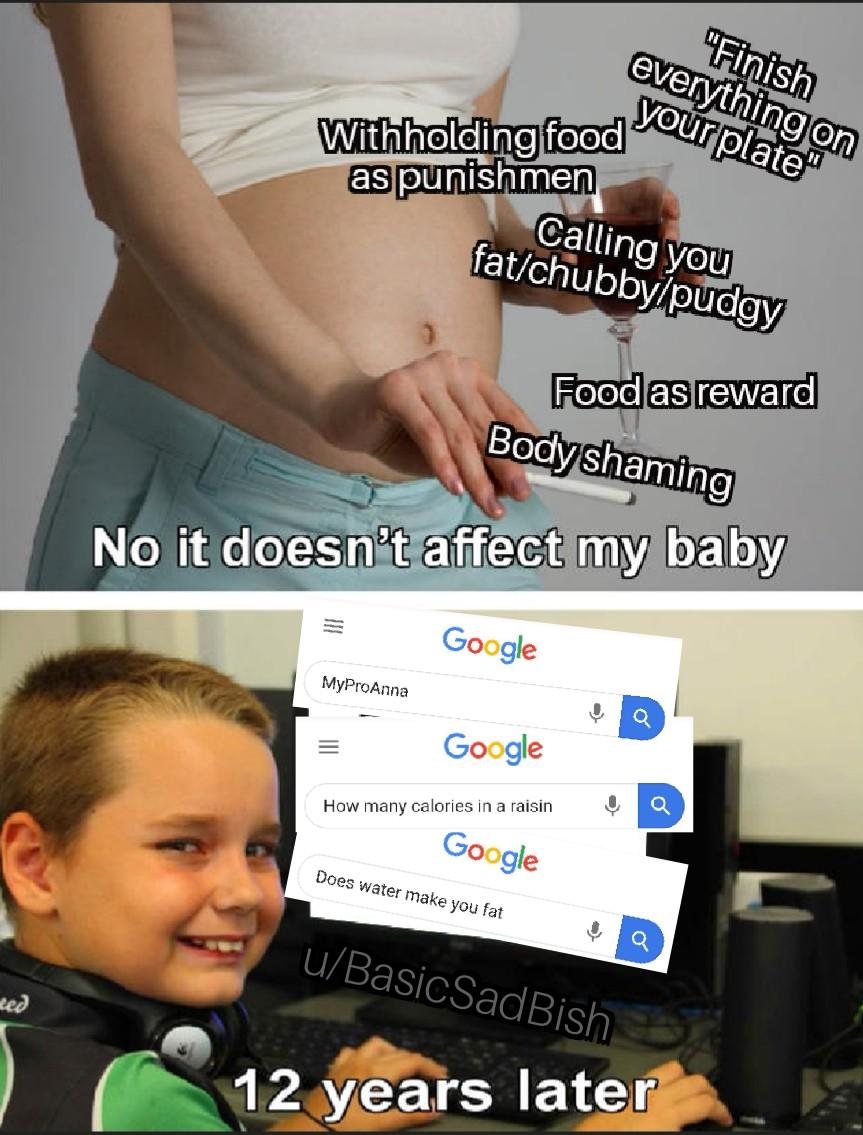 "Finish
everything on
your plate"
Withholding food
as punishmen
Calling you
fat/chubby/pudgy
Food as reward
Body shaming
No it doesn't affect my baby
Google
MyProAnna
Google
How many calories in a raisin
Google
Does water make you fat
u/BasicSadBish
12 years later